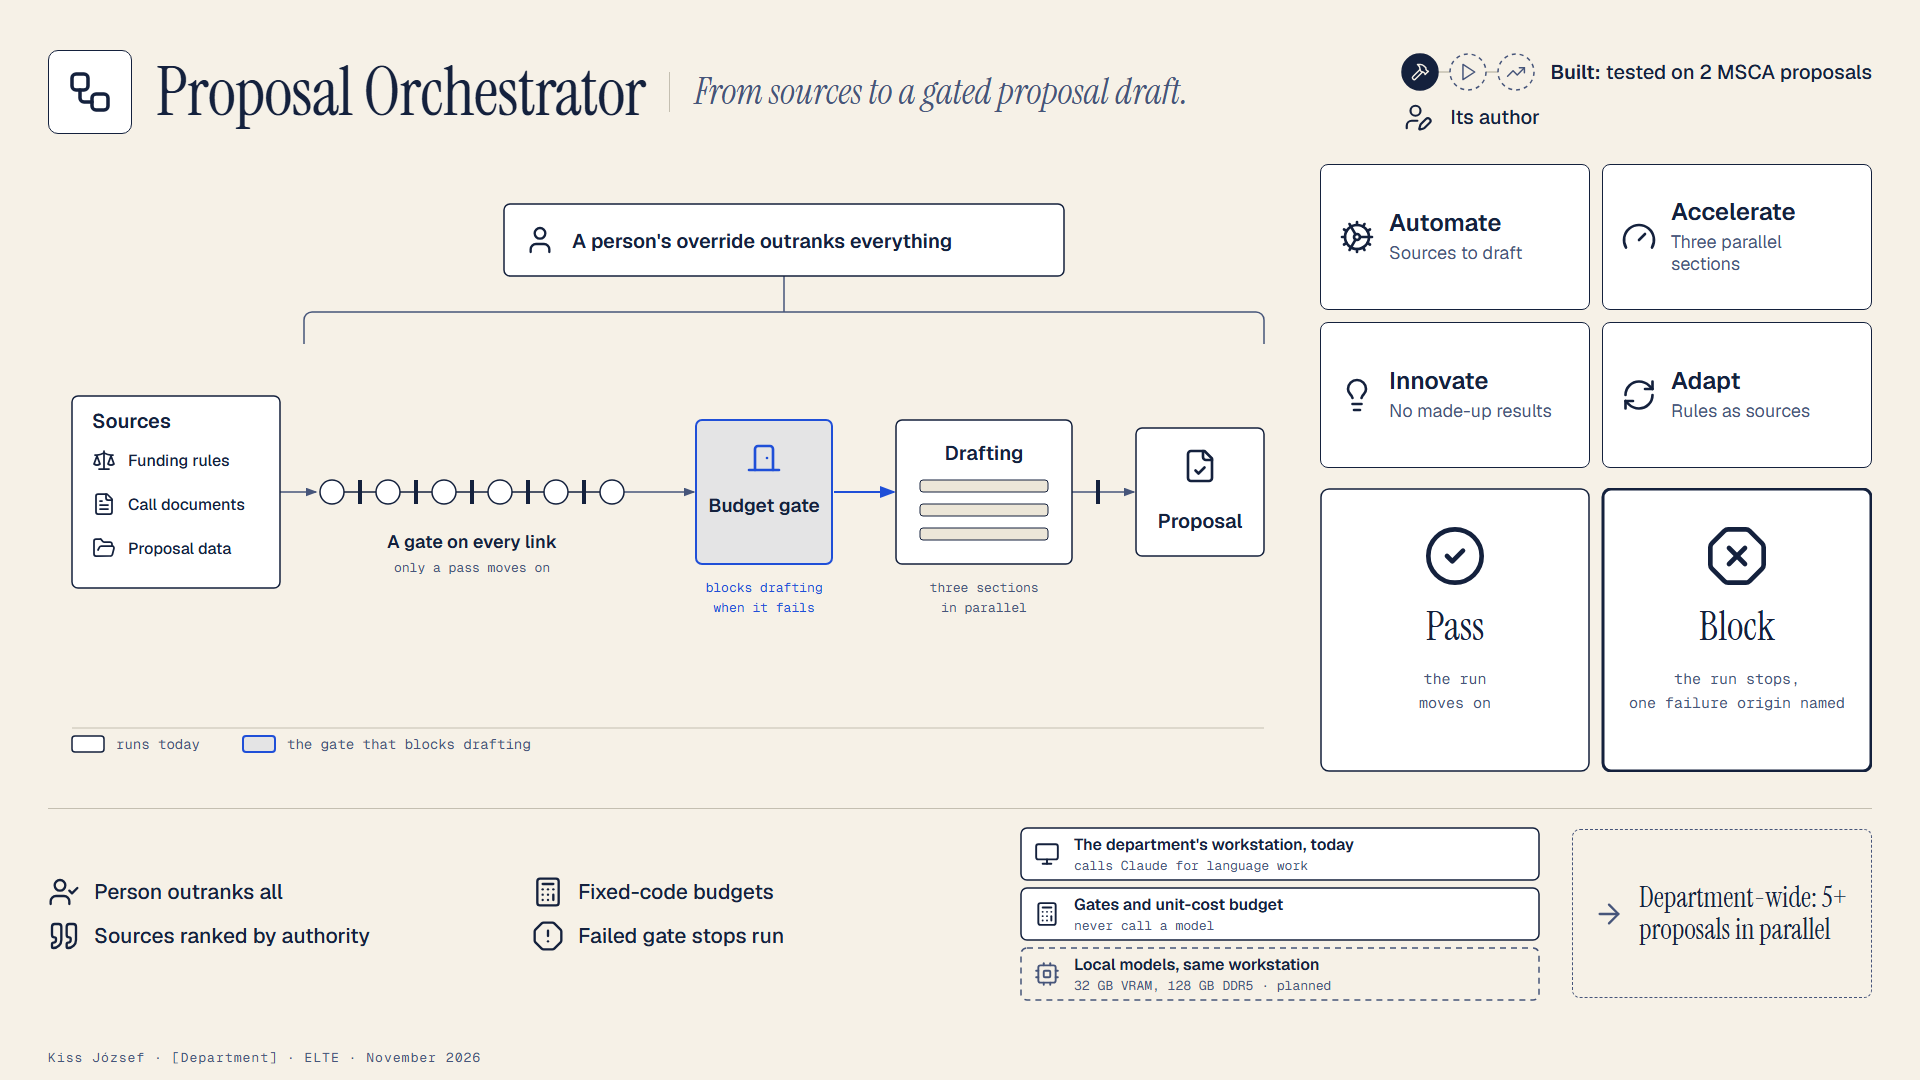 Proposal Orchestrator
From sources to a gated proposal draft.
Built: tested on 2 MSCA proposals
Its author
A person's override outranks everything
Sources
Funding rules
Call documents
Proposal data
A gate on every link
only a pass moves on
Budget gate
blocks drafting
when it fails
Drafting
three sections
in parallel
Proposal
runs today
the gate that blocks drafting
Automate
Sources to draft
Accelerate
Three parallel
sections
Innovate
No made-up results
Adapt
Rules as sources
Pass
the run
moves on
Block
the run stops,
one failure origin named
Person outranks all
Sources ranked by authority
Fixed-code budgets
Failed gate stops run
The department's workstation, today
calls Claude for language work
Gates and unit-cost budget
never call a model
Local models, same workstation
32 GB VRAM, 128 GB DDR5 · planned
Department-wide: 5+
proposals in parallel
Kiss József · [Department] · ELTE · November 2026